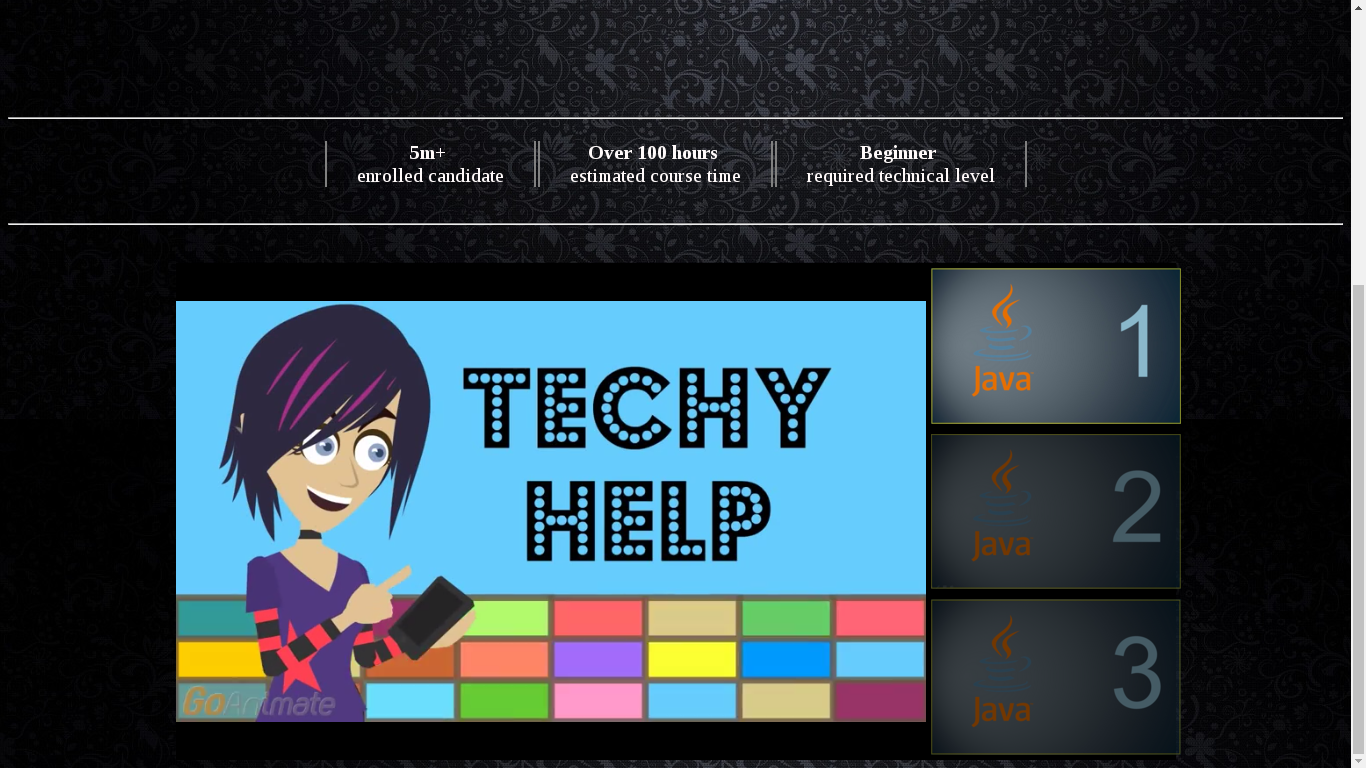 5m+
enrolled candidate
Over 100 hours
estimated course time
Beginner
required technical level
TECHY
HELP
GoAnimate
Java
1
Java
2
Java
3